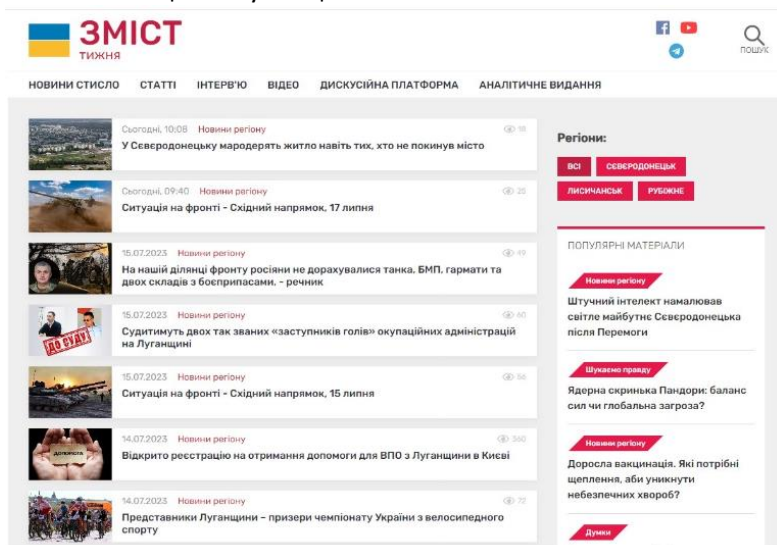 ЗМІСТ
ТИЖНЯ
ПОШУК
НОВИНИ СТИСЛО СТАТТІ ІНТЕРВ'Ю ВІДЕО ДИСКУСІЙНА ПЛАТФОРМА АНАЛІТИЧНЕ ВИДАННЯ
Сьогодні, 10:08 Новини регіону 18
У Сєвєродонецьку мародерять житло навіть тих, хто не покинув місто
Сьогодні, 09:40 Новини регіону 25
Ситуація на фронті - Східний напрямок, 17 липня
15.07.2023 Новини регіону 49
На нашій ділянці фронту росіяни не дорахувалися танка, БМП, гармати та
двох складів з боєприпасами, - речник
ДО СУДУ
15.07.2023 Новини регіону 60
Судитимуть двох так званих «заступників голів» окупаційних адміністрацій
на Луганщині
15.07.2023 Новини регіону 56
Ситуація на фронті - Східний напрямок, 15 липня
ДОПОМОГА
14.07.2023 Новини регіону 360
Відкрито реєстрацію на отримання допомоги для ВПО з Луганщини в Києві
14.07.2023 Новини регіону 72
Представники Луганщини – призери чемпіонату України з велосипедного
спорту
Регіони:
ВСІ СЄВЄРОДОНЕЦЬК
ЛИСИЧАНСЬК РУБІЖНЕ
ПОПУЛЯРНІ МАТЕРІАЛИ
Новини регіону
Штучний інтелект намалював
світле майбутнє Сєвєродонецька
після Перемоги
Шукаємо правду
Ядерна скринька Пандори: баланс
сил чи глобальна загроза?
Новини регіону
Доросла вакцинація. Які потрібні
щеплення, аби уникнути
небезпечних хвороб?
Думки